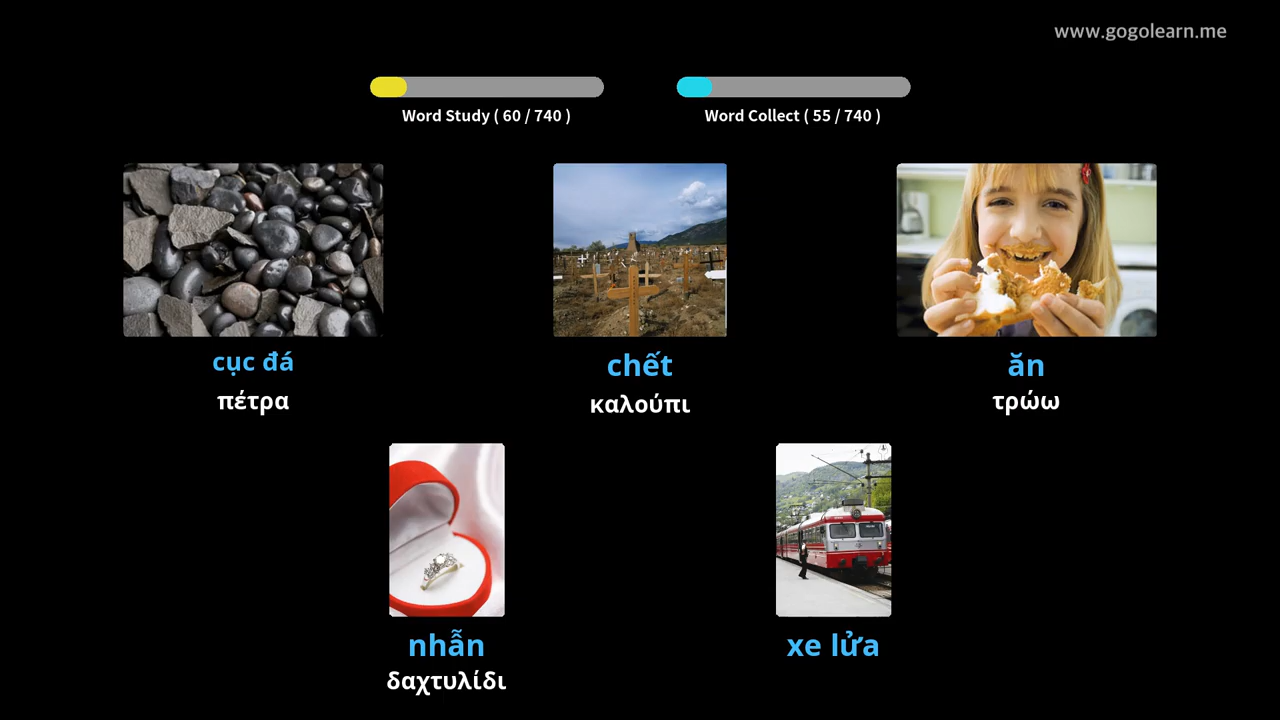 www.gogolearn.me
Word Study ( 60 / 740 )
Word Collect ( 55 / 740 )
cục đá
πέτρα
chết
καλούπι
ăn
τρώω
nhẫn
δαχτυλίδι
xe lửa